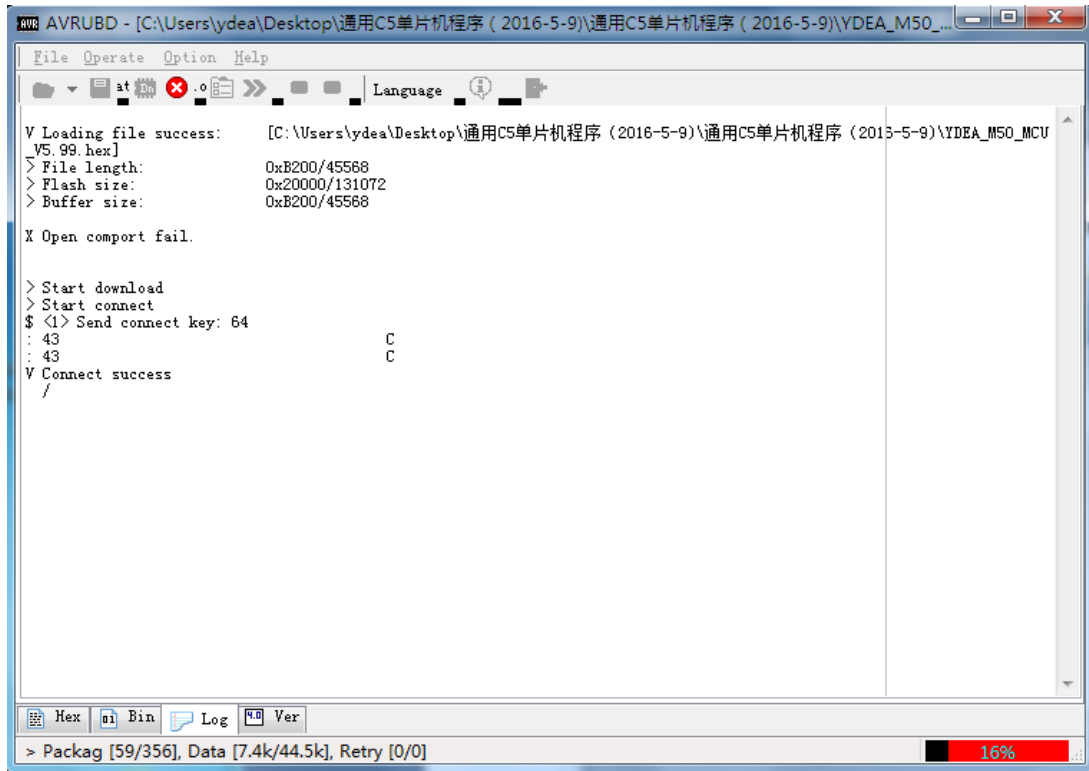 AVRUBD - [C:\Users\ydea\Desktop\通用C5单片机程序 ( 2016-5-9)\通用C5单片机程序 ( 2016-5-9)\YDEA_M50_...
File Operate Option Help
at .o Language
V Loading file success: [C:\Users\ydea\Desktop\通用C5单片机程序 (2016-5-9)\通用C5单片机程序 (2016-5-9)\YDEA_M50_MCU
_V5.99.hex]
> File length: 0xB200/45568
> Flash size: 0x20000/131072
> Buffer size: 0xB200/45568
X Open comport fail.
> Start download
> Start connect
$ <1> Send connect key: 64
: 43 C
: 43 C
V Connect success
/
Hex Bin Log Ver
> Packag [59/356], Data [7.4k/44.5k], Retry [0/0] 16%